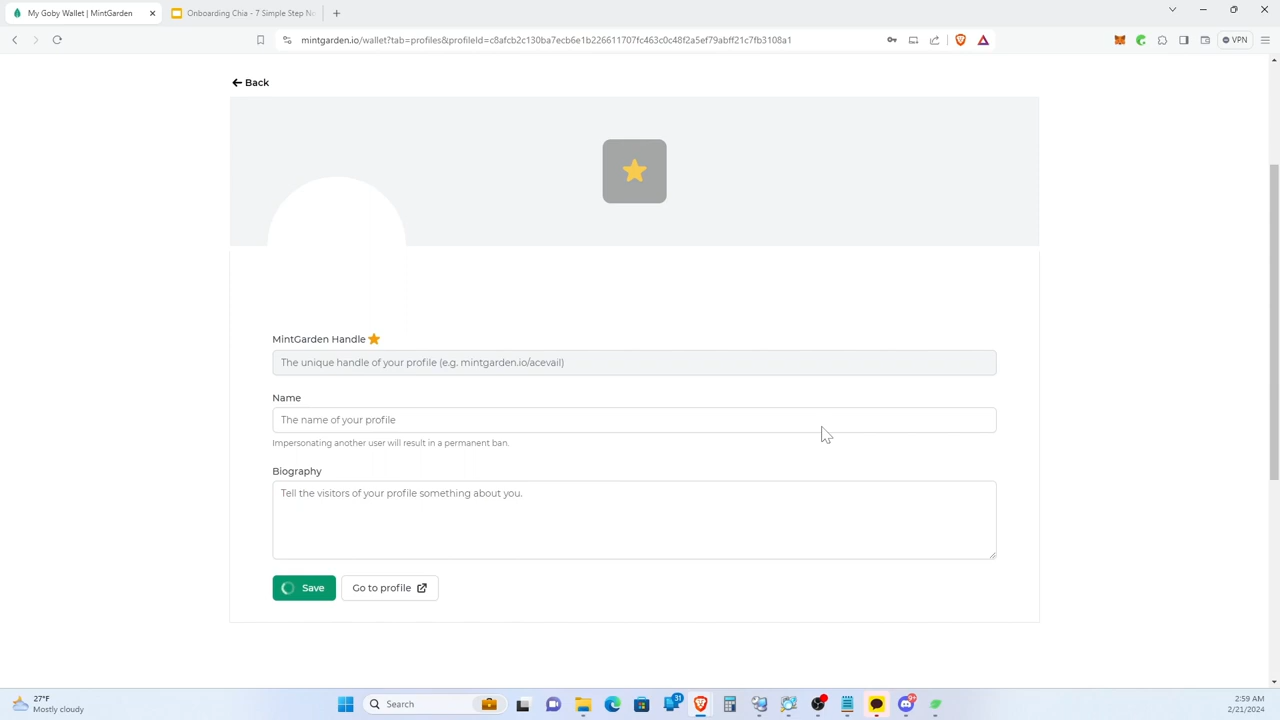 My Goby Wallet | MintGarden
Onboarding Chia - 7 Simple Step N
mintgarden.io/wallet?tab=profiles&profileId=c8afcb2c130ba7ecb6e1b226611707fc463c0c48f2a5ef79abff21c7fb3108a1
VPN
Back
MintGarden Handle
The unique handle of your profile (e.g. mintgarden.io/acevail)
Name
The name of your profile
Impersonating another user will result in a permanent ban.
Biography
Tell the visitors of your profile something about you.
Save
Go to profile
27°F
Mostly cloudy
Search
31
9+
2:59 AM
2/21/2024